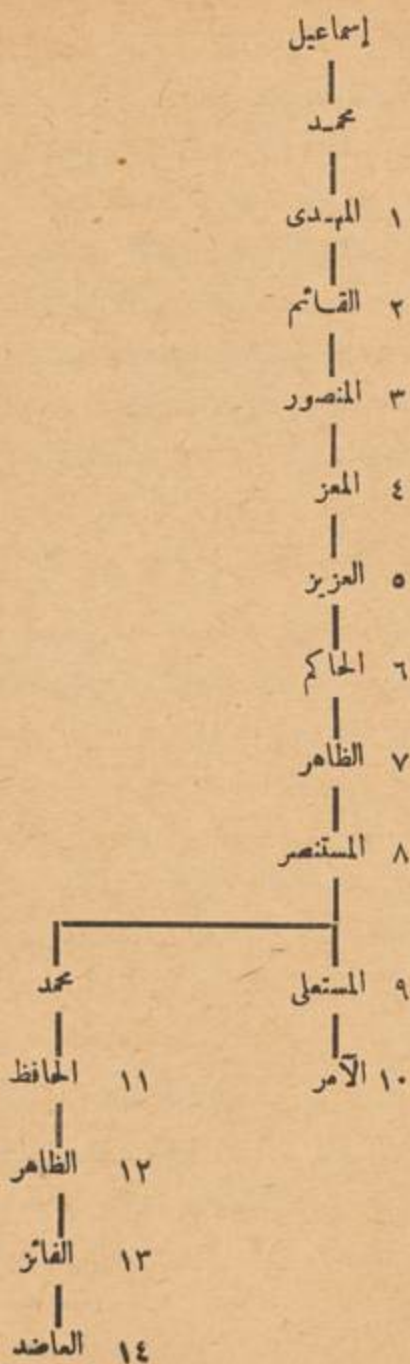 إسماعيل
محمد
١ المهدى
٢ القائم
٣ المنصور
٤ المعز
٥ العزيز
٦ الحاكم
٧ الظاهر
٨ المستنصر
٩ المستعلى
محمد
١٠ الآمر
١١ الحافظ
١٢ الظاهر
١٣ الفائز
١٤ العاضد